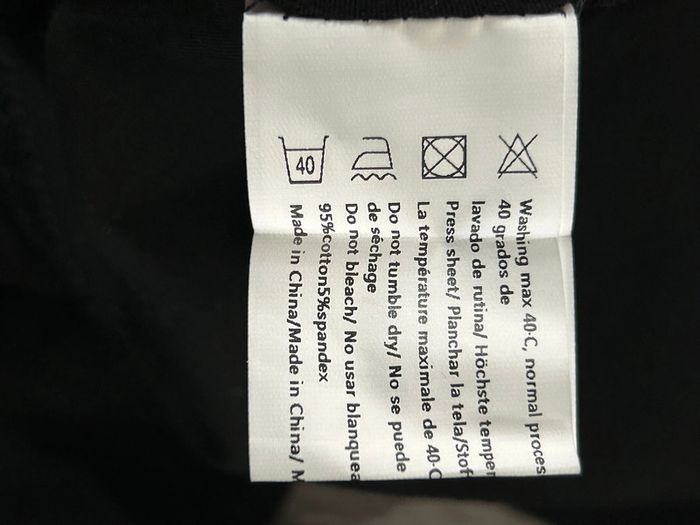 40
Washing max 40·C, normal proces
40 grados de
lavado de rutina/ Höchste temper
Press sheet/ Planchar la tela/Stof
La température maximale de 40·C
Do not tumble dry/ No se puede
de séchage
Do not bleach/ No usar blanquea
95%cotton5%spandex
Made in China/Made in China/ M